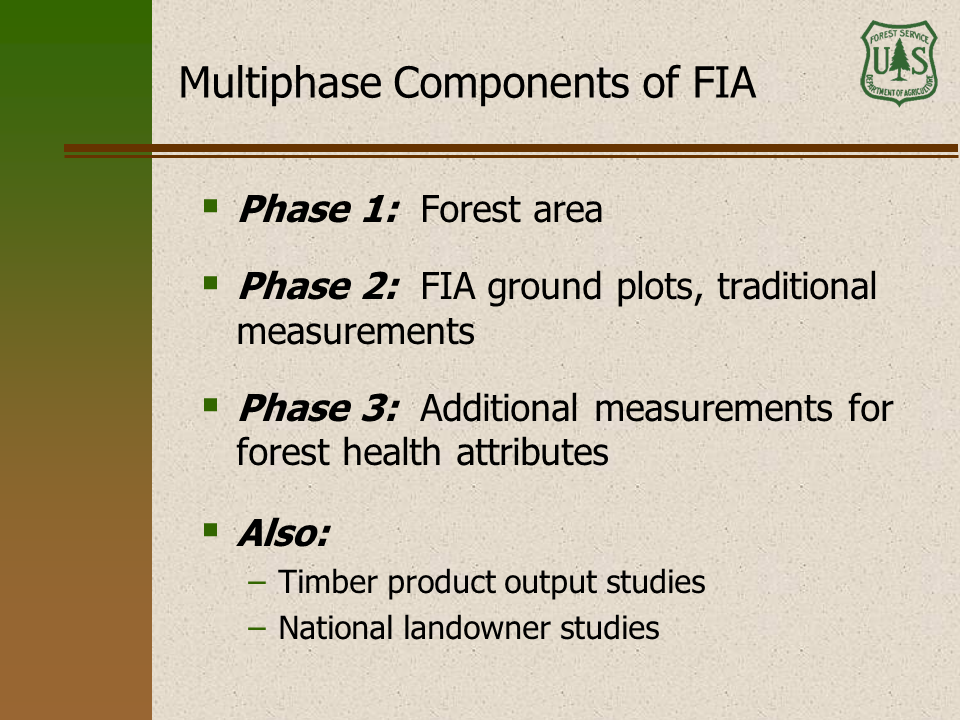 Multiphase Components of FIA
FOREST SERVICE
U S
DEPARTMENT OF AGRICULTURE
Phase 1: Forest area
Phase 2: FIA ground plots, traditional
measurements
Phase 3: Additional measurements for
forest health attributes
Also:
– Timber product output studies
– National landowner studies